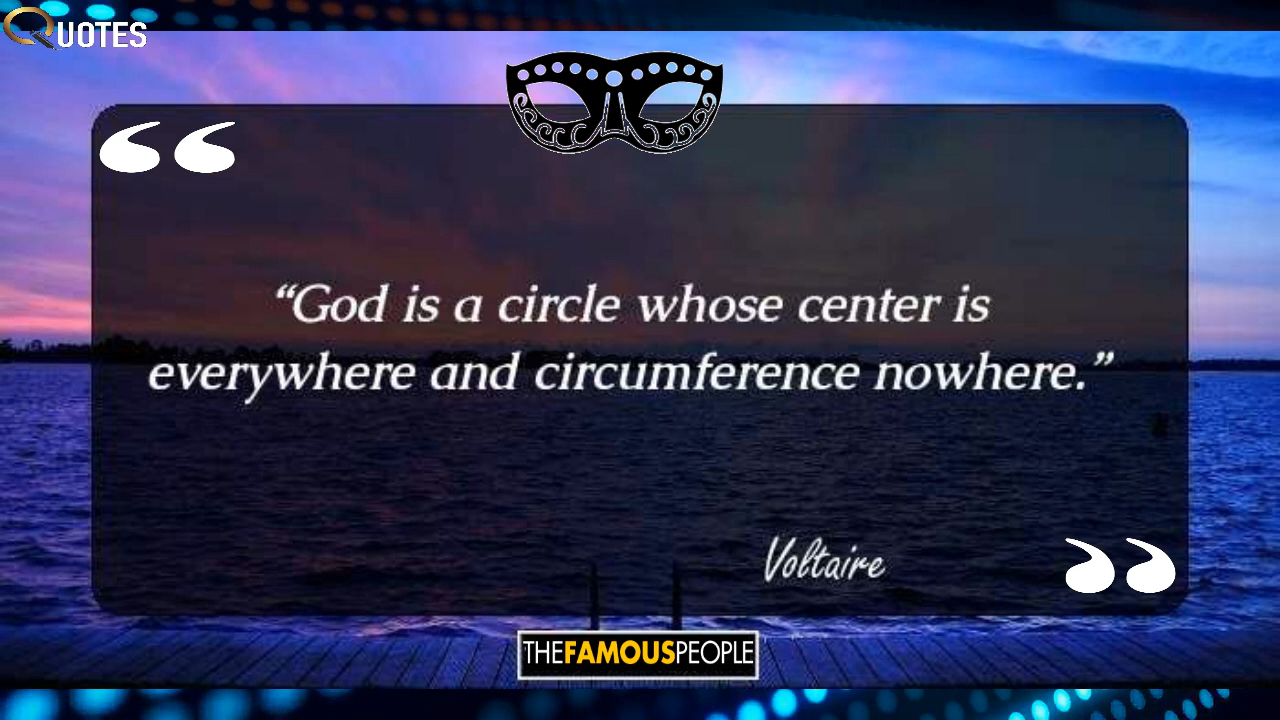 QUOTES
“God is a circle whose center is
everywhere and circumference nowhere.”
Voltaire
THEFAMOUSPEOPLE